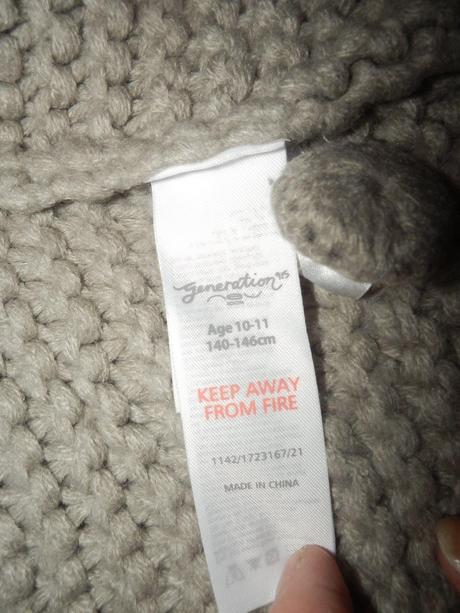 generation
Age 10-11
140-146cm
KEEP AWAY
FROM FIRE
1142/1723167/21
MADE IN CHINA